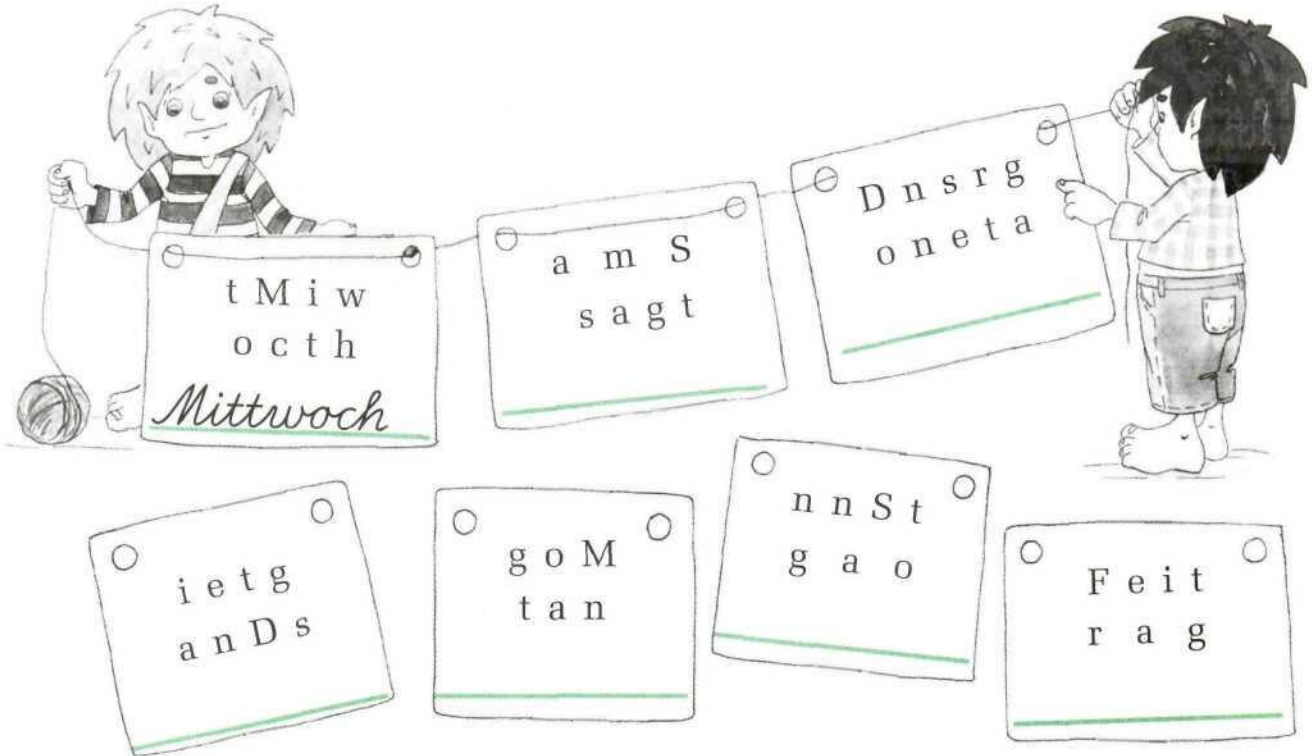 t M i w
o c t h
Mittwoch
a m S
s a g t
D n s r g
o n e t a
i e t g
a n D s
g o M
t a n
n n S t
g a o
F e i t
r a g